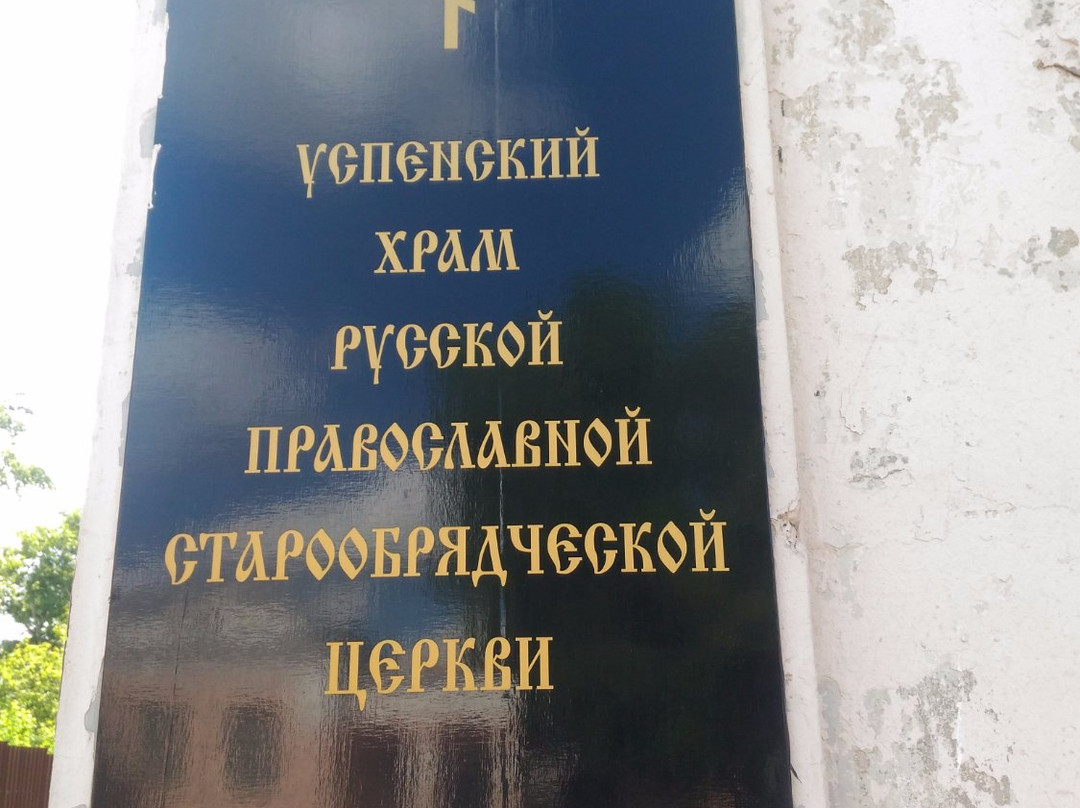 УСПЕНСКИЙ
ХРАМ
РУССКОЙ
ПРАВОСЛАВНОЙ
СТАРООБРЯДЧЕСКОЙ
ЦЕРКВИ